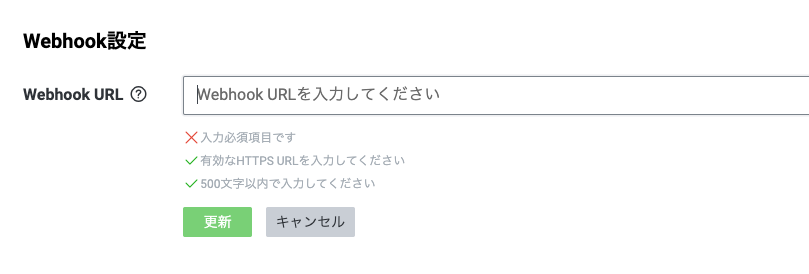 Webhook設定
Webhook URL
Webhook URLを入力してください
入力必須項目です
有効なHTTPS URLを入力してください
500文字以内で入力してください
更新 キャンセル